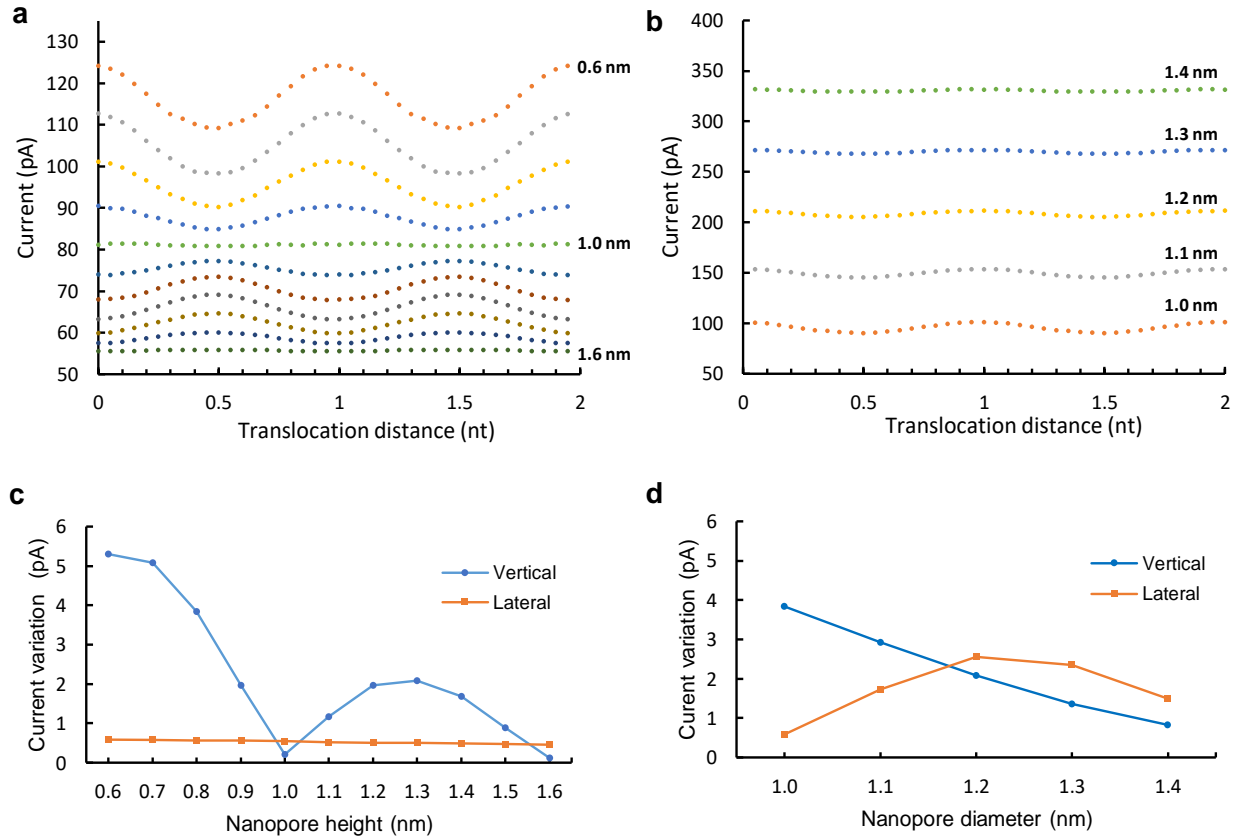 a
130
120
110
100
90
80
70
60
50
Current (pA)
0.6 nm
1.0 nm
1.6 nm
0 0.5 1 1.5 2
Translocation distance (nt)
b
400
350
300
250
200
150
100
50
Current (pA)
1.4 nm
1.3 nm
1.2 nm
1.1 nm
1.0 nm
0 0.5 1 1.5 2
Translocation distance (nt)
c
6
5
4
3
2
1
0
Current variation (pA)
Vertical
Lateral
0.6 0.7 0.8 0.9 1.0 1.1 1.2 1.3 1.4 1.5 1.6
Nanopore height (nm)
d
6
5
4
3
2
1
0
Curent variation (pA)
Vertical
Lateral
1.0 1.1 1.2 1.3 1.4
Nanopore diameter (nm)